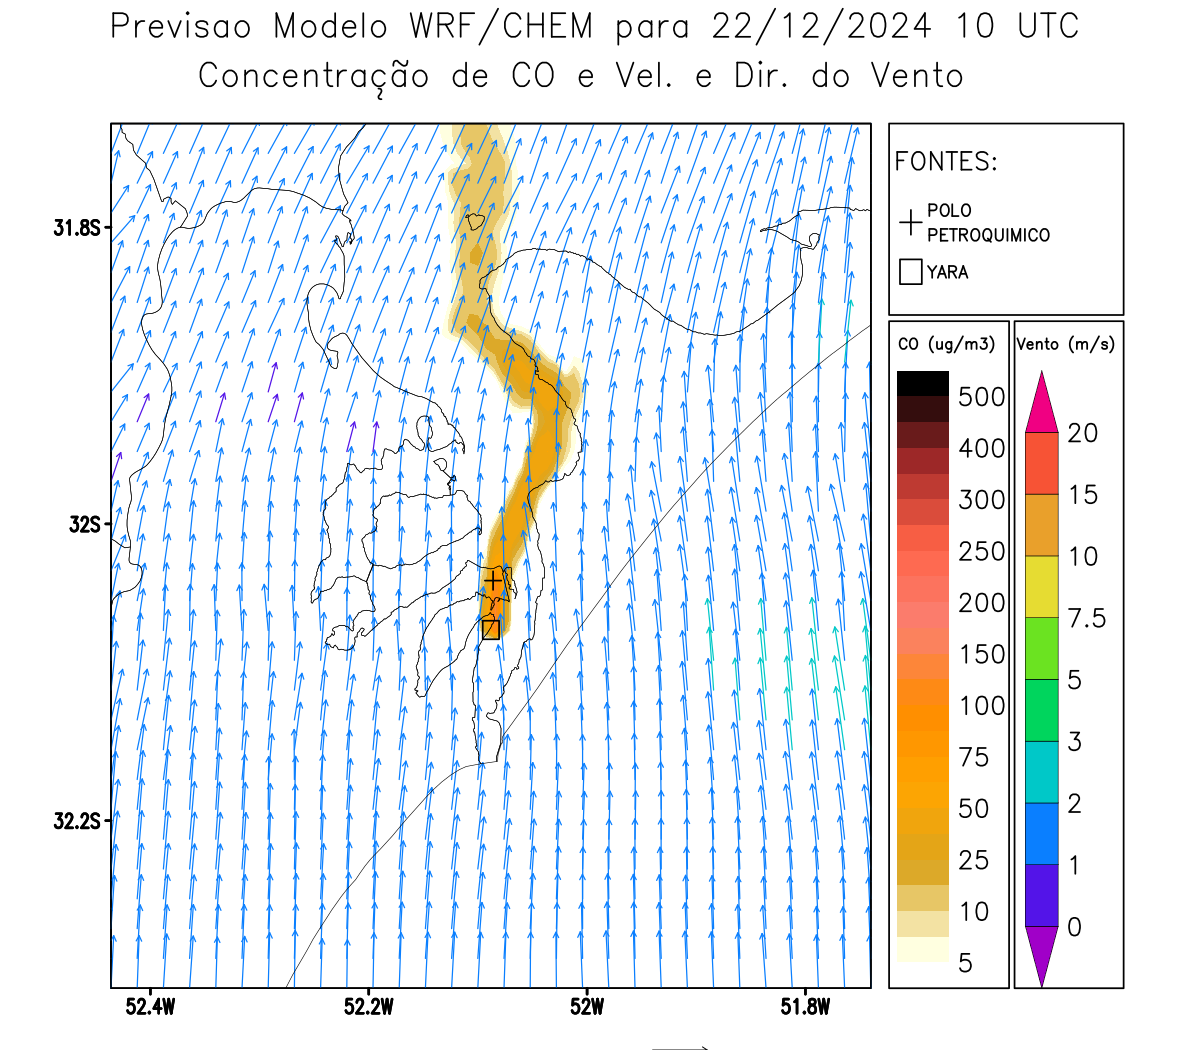 Previsao Modelo WRF/CHEM para 22/12/2024 10 UTC
Concentração de CO e Vel. e Dir. do Vento
FONTES:
POLO
PETROQUIMICO
YARA
31.8S
32S
32.2S
52.4W
52.2W
52W
51.8W
CO (ug/m3)
500
400
300
250
200
150
100
75
50
25
10
5
Vento (m/s)
20
15
10
7.5
5
3
2
1
0